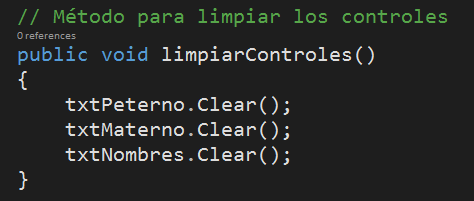 // Método para limpiar los controles
0 references
public void limpiarControles()
{
    txtPeterno.Clear();
    txtMaterno.Clear();
    txtNombres.Clear();
}